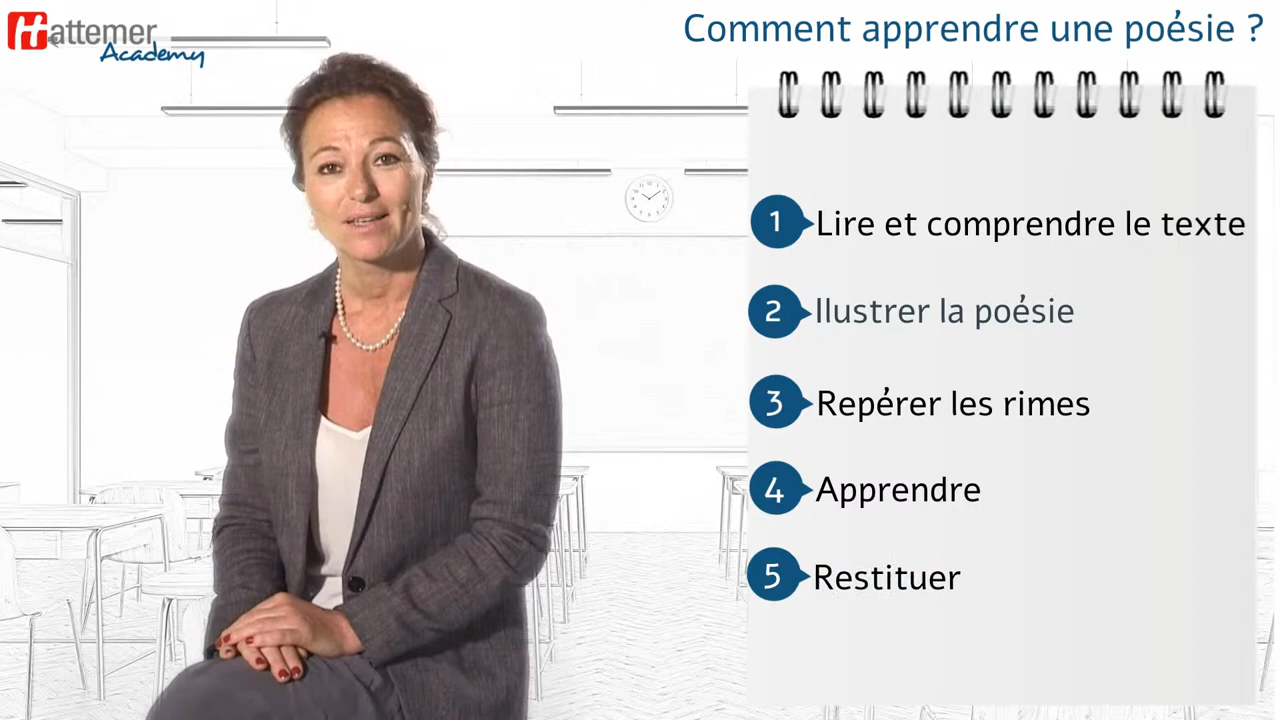 Hattemer
Academy
Comment apprendre une poésie ?
1 Lire et comprendre le texte
2 llustrer la poésie
3 Repérer les rimes
4 Apprendre
5 Restituer